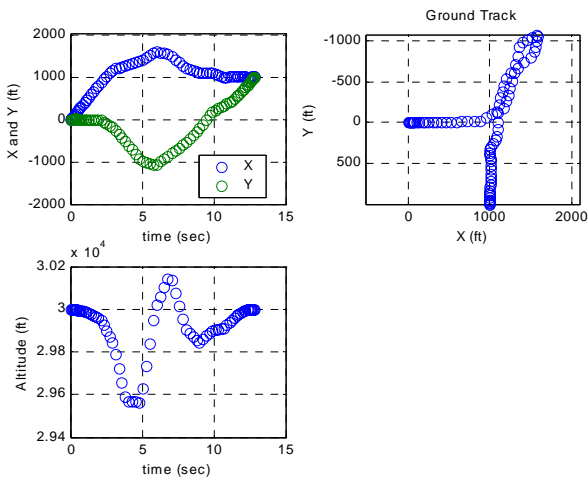 2000
1000
0
-1000
-2000
X and Y (ft)
0
5
10
15
time (sec)
X
Y
Ground Track
-1000
-500
0
500
Y (ft)
0
1000
2000
X (ft)
x 10^4
3.02
3
2.98
2.96
2.94
Altitude (ft)
0
5
10
15
time (sec)